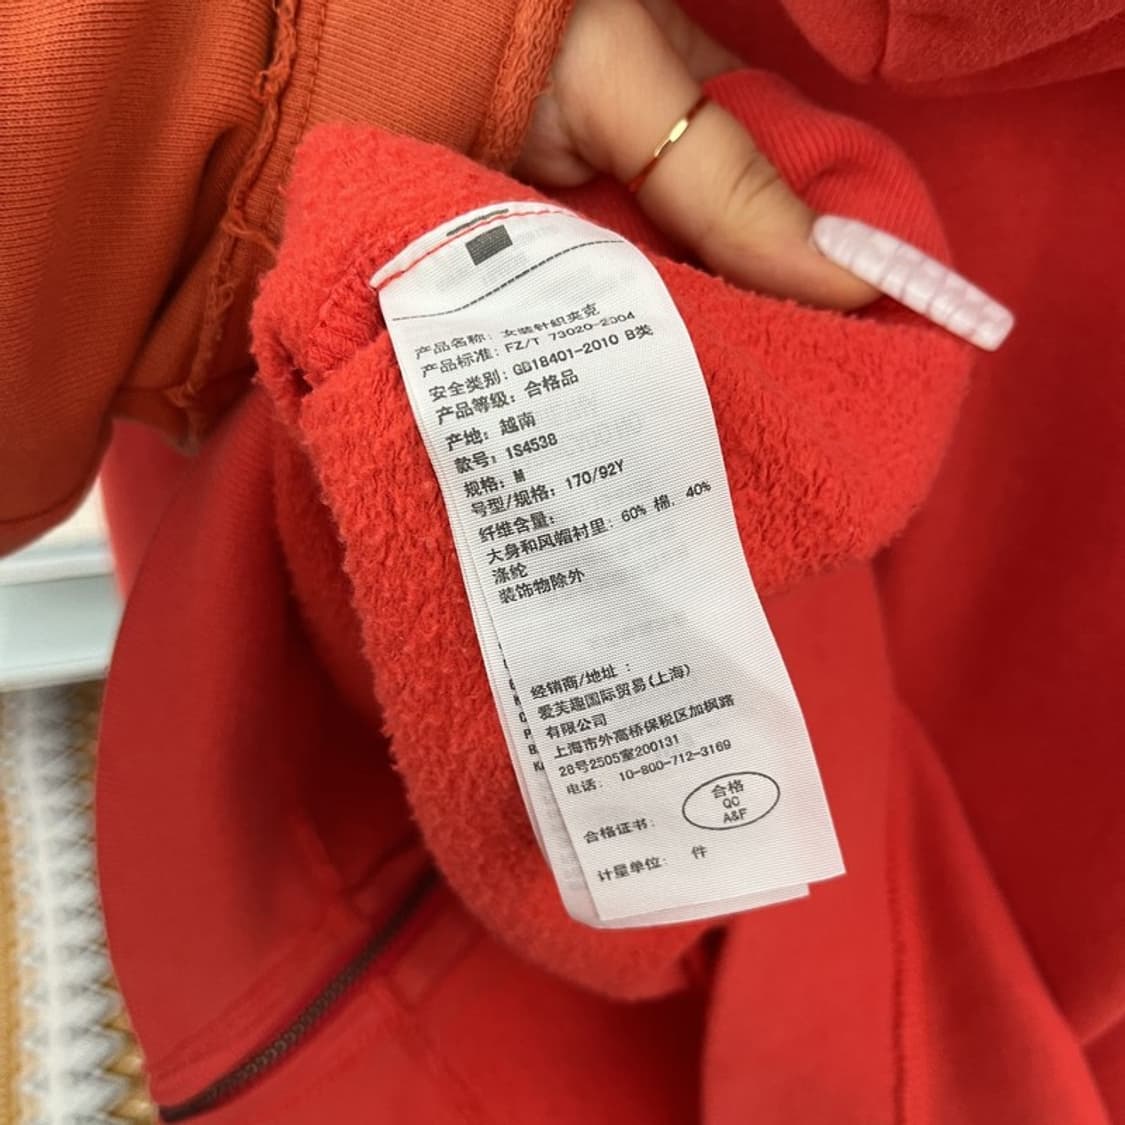 产品名称: 女装针织夹克
产品标准: FZ/T 73020-2004
安全类别: GB18401-2010 B类
产品等级: 合格品
产地: 越南
款号: 1S4538
规格: M
号型/规格: 170/92Y
纤维含量:
大身和风帽衬里: 60% 棉, 40%
涤纶
装饰物除外
经销商/地址 :
爱芙趣国际贸易(上海)
有限公司
上海市外高桥保税区加枫路
28号2505室200131
电话: 10-800-712-3169
合格证书:
合格
QC
A&F
计量单位: 件